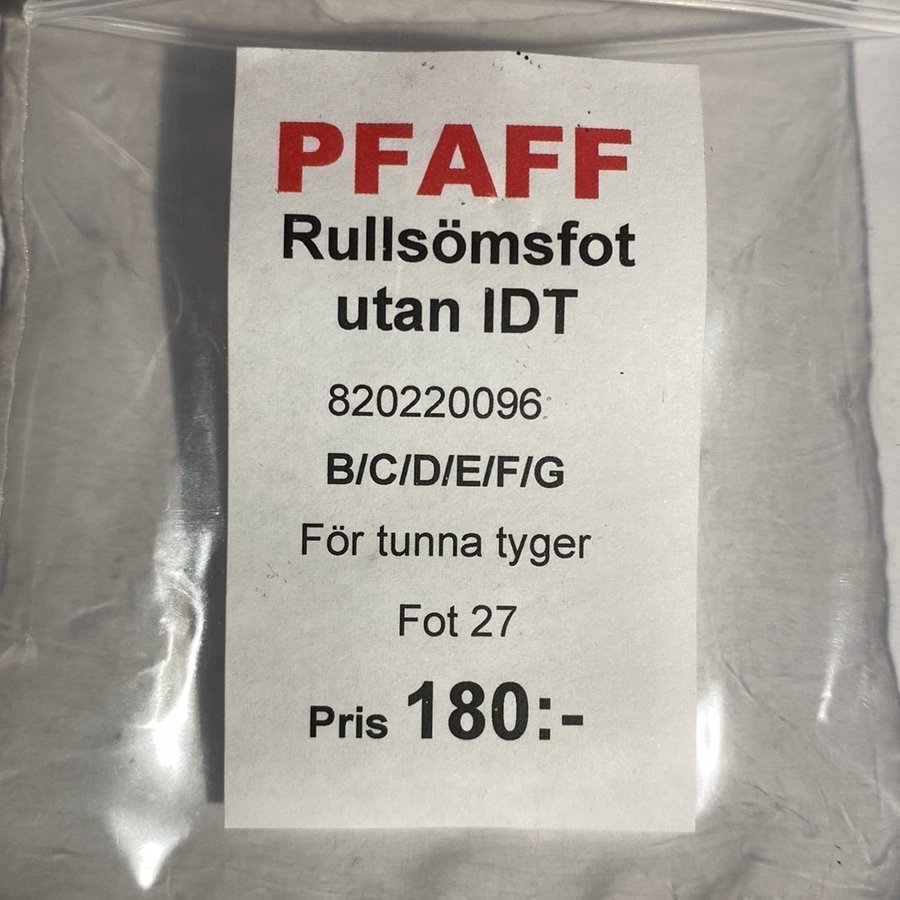 PFAFF
Rullsömsfot
utan IDT
820220096
B/C/D/E/F/G
För tunna tyger
Fot 27
Pris 180:-